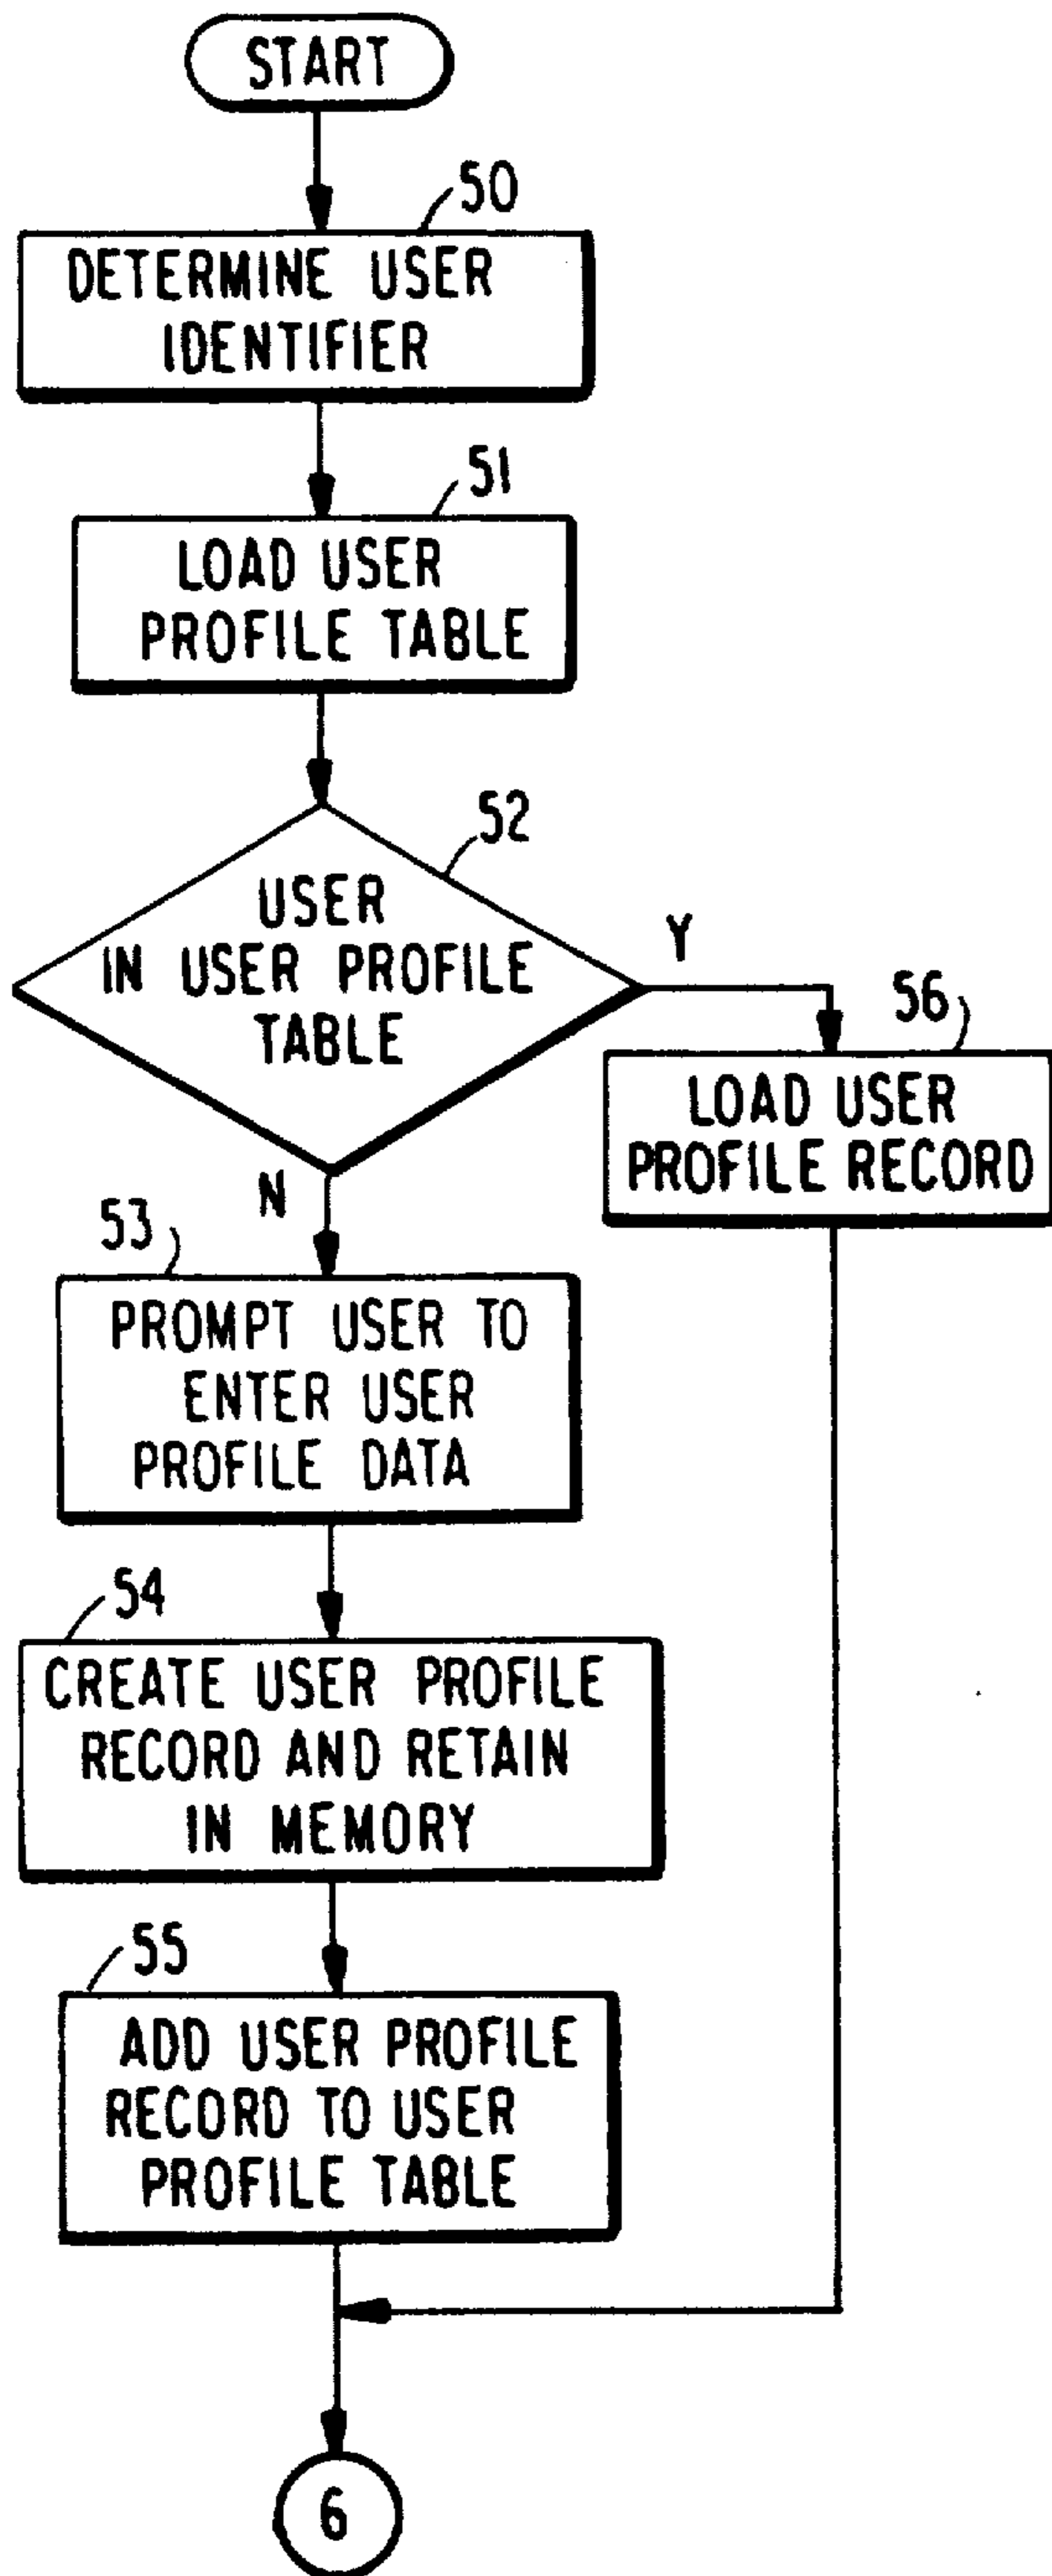 START
50
DETERMINE USER
IDENTIFIER
51
LOAD USER
PROFILE TABLE
52
USER
IN USER PROFILE
TABLE
Y
56
LOAD USER
PROFILE RECORD
N
53
PROMPT USER TO
ENTER USER
PROFILE DATA
54
CREATE USER PROFILE
RECORD AND RETAIN
IN MEMORY
55
ADD USER PROFILE
RECORD TO USER
PROFILE TABLE
6